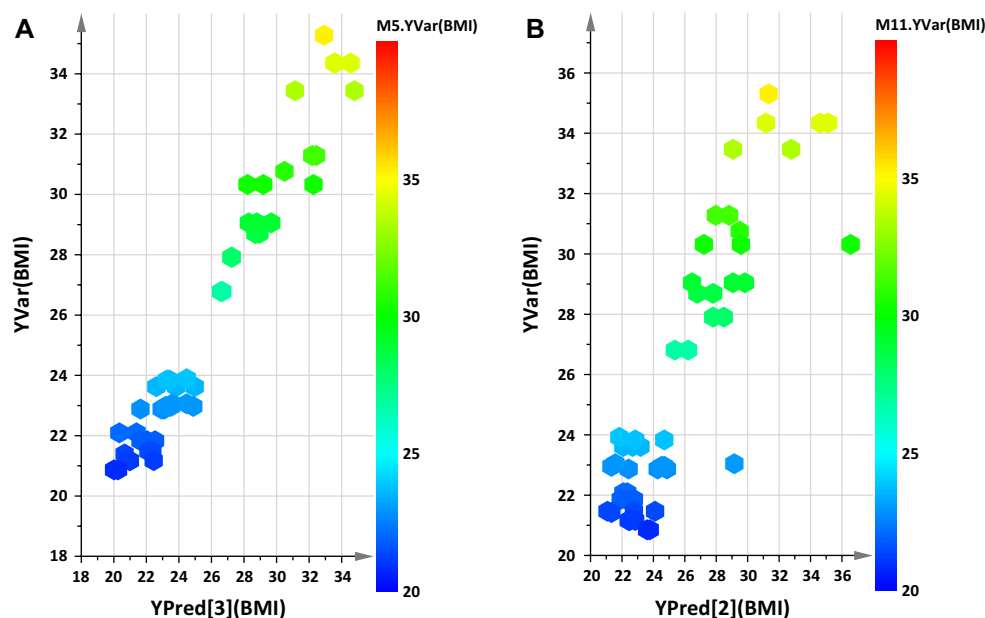 A
M5.YVar(BMI)
YVar(BMI)
34
32
30
28
26
24
22
20
18
18 20 22 24 26 28 30 32 34
YPred[3](BMI)
35
30
25
20
B
M11.YVar(BMI)
YVar(BMI)
36
34
32
30
28
26
24
22
20
20 22 24 26 28 30 32 34 36
YPred[2](BMI)
35
30
25
20